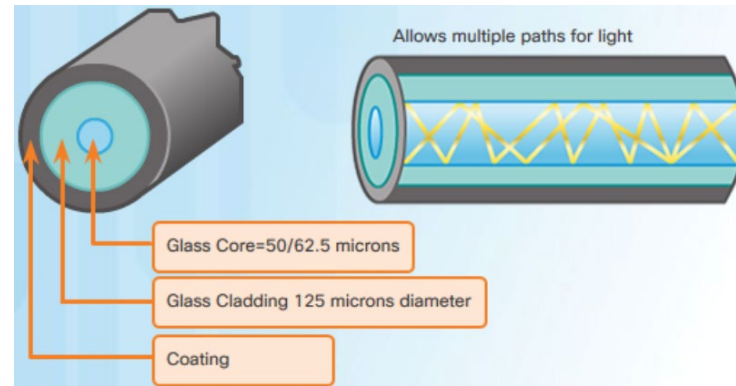 Allows multiple paths for light
Glass Core=50/62.5 microns
Glass Cladding 125 microns diameter
Coating